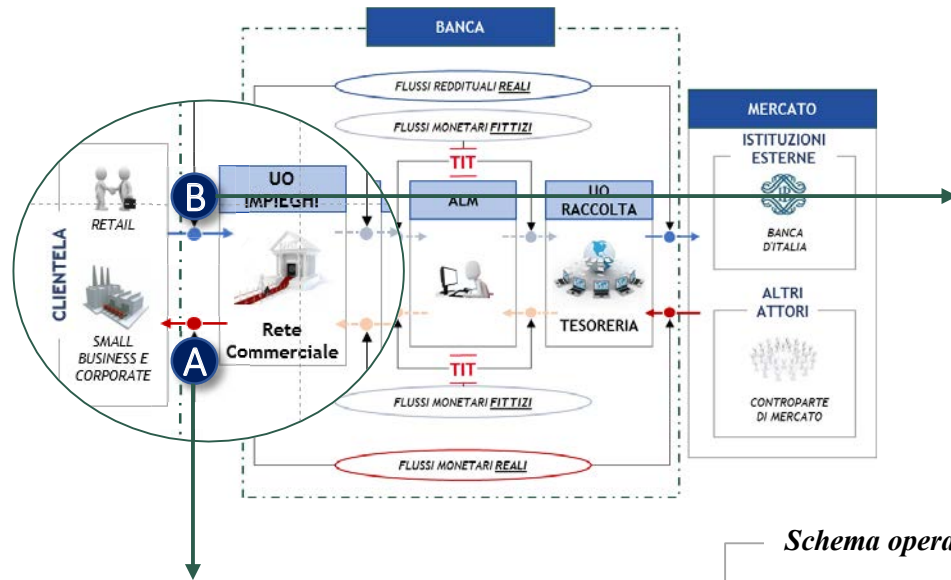 BANCA
FLUSSI REDDITUALI REALI
FLUSSI MONETARI FITTIZI
TIT
MERCATO
ISTITUZIONI
ESTERNE
BANCA
D'ITALIA
ALTRI
ATTORI
CONTROPARTE
DI MERCATO
CLIENTELA
RETAIL
SMALL
BUSINESS E
CORPORATE
B
A
UO
IMPIEGHI
Rete
Commerciale
ALM
UO
RACCOLTA
TESORERIA
TIT
FLUSSI MONETARI FITTIZI
FLUSSI MONETARI REALI
Schema opera